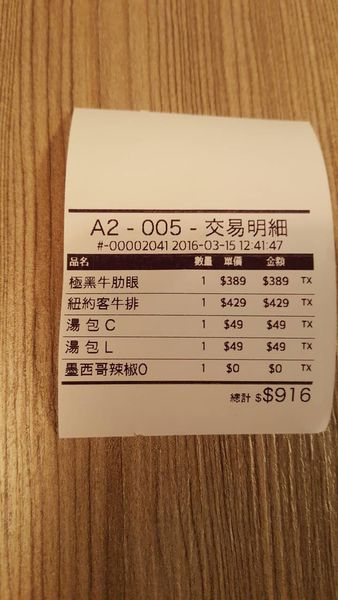 A2 - 005 - 交易明細
#-00002041 2016-03-15 12:41:47
品名 數量 單價 金額
極黑牛肋眼 1 $389 $389 TX
紐約客牛排 1 $429 $429 TX
湯包C 1 $49 $49 TX
湯包L 1 $49 $49 TX
墨西哥辣椒0 1 $0 $0 TX
總計 $$916